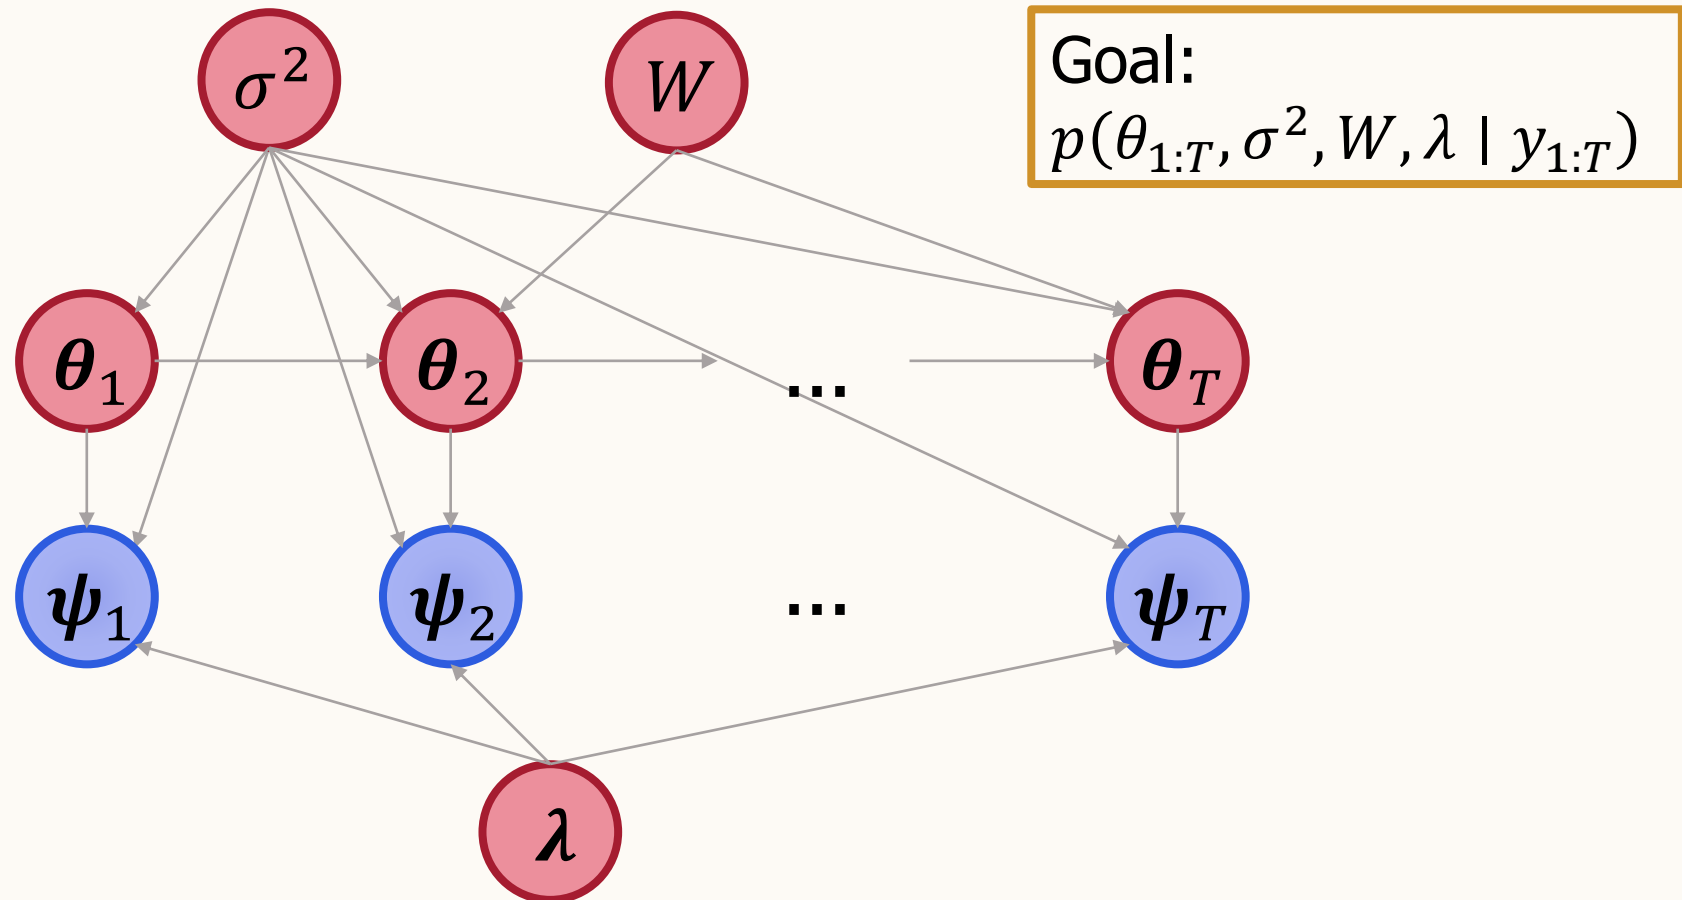 σ²
W
Goal:
p(θ₁:T, σ², W, λ | y₁:T)
θ₁
θ₂
...
θT
ψ₁
ψ₂
...
ψT
λ